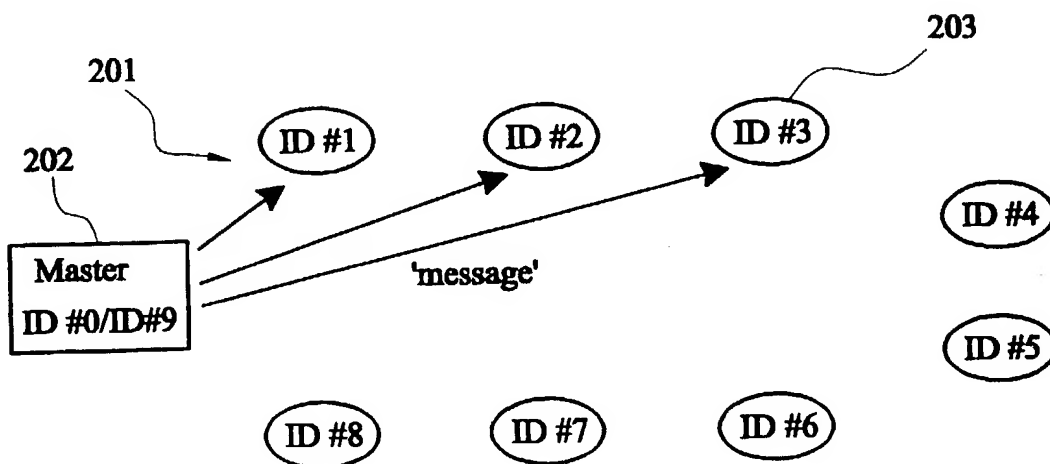 203
201
ID #1
ID #2
ID #3
202
ID #4
Master
'message'
ID #0/ID#9
ID #5
ID #8
ID #7
ID #6